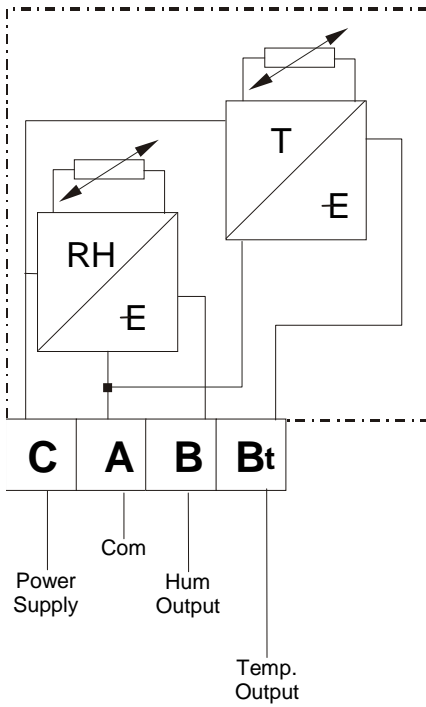 T
E
RH
E
C A B Bt
Com
Power
Supply
Hum
Output
Temp.
Output